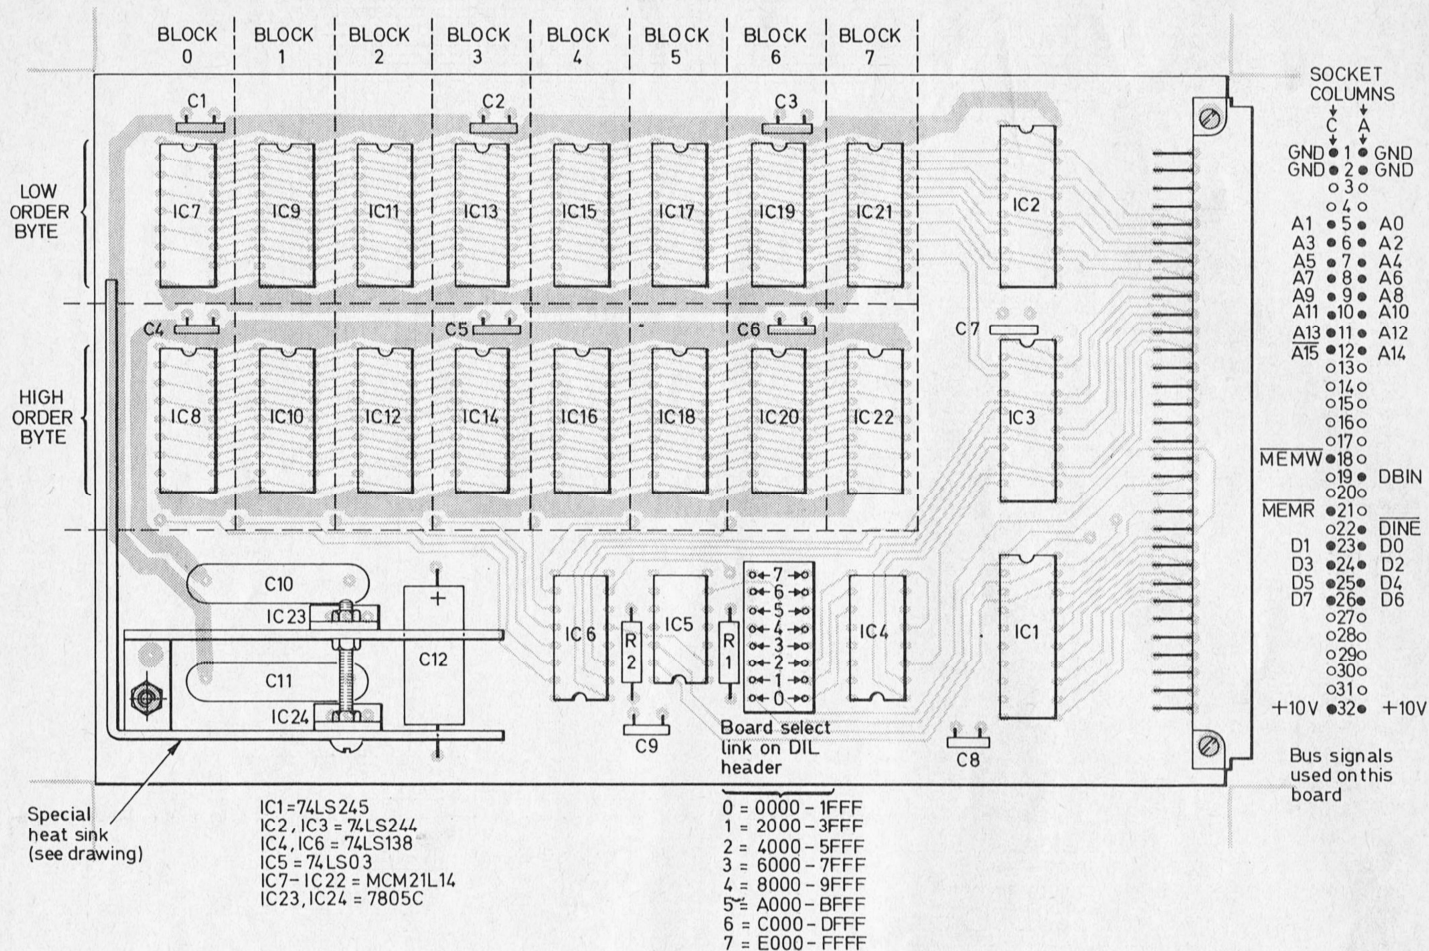 BLOCK 0
BLOCK 1
BLOCK 2
BLOCK 3
BLOCK 4
BLOCK 5
BLOCK 6
BLOCK 7
SOCKET
COLUMNS
C A
C1
C2
C3
LOW
ORDER
BYTE
IC7
IC9
IC11
IC13
IC15
IC17
IC19
IC21
IC2
C4
C5
C6
C7
HIGH
ORDER
BYTE
IC8
IC10
IC12
IC14
IC16
IC18
IC20
IC22
IC3
GND 1 GND
GND 2 GND
3
4
A1 5 A0
A3 6 A2
A5 7 A4
A7 8 A6
A9 9 A8
A11 10 A10
A13 11 A12
A̅1̅5̅ 12 A14
13
14
15
16
17
M̅E̅M̅W̅ 18
19 DBIN
20
M̅E̅M̅R̅ 21
22 D̅I̅N̅E̅
D1 23 D0
D3 24 D2
D5 25 D4
D7 26 D6
27
28
29
30
31
+10V 32 +10V
Bus signals
used on this
board
C10
IC23
C11
IC24
+
C12
IC6
R2
IC5
R1
7
6
5
4
3
2
1
0
IC4
IC1
C9
C8
Board select
link on DIL
header
Special
heat sink
(see drawing)
IC1=74LS245
IC2, IC3 = 74LS244
IC4, IC6 = 74LS138
IC5 = 74LS03
IC7-IC22 = MCM21L14
IC23, IC24 = 7805C
0 = 0000-1FFF
1 = 2000-3FFF
2 = 4000-5FFF
3 = 6000-7FFF
4 = 8000-9FFF
5 = A000-BFFF
6 = C000-DFFF
7 = E000-FFFF